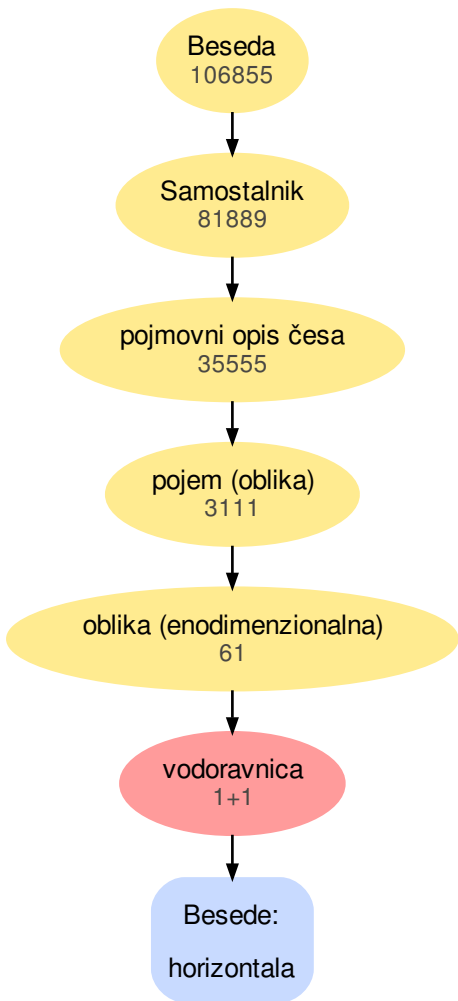 Beseda
106855
Samostalnik
81889
pojmovni opis česa
35555
pojem (oblika)
3111
oblika (enodimenzionalna)
61
vodoravnica
1+1
Besede:
horizontala